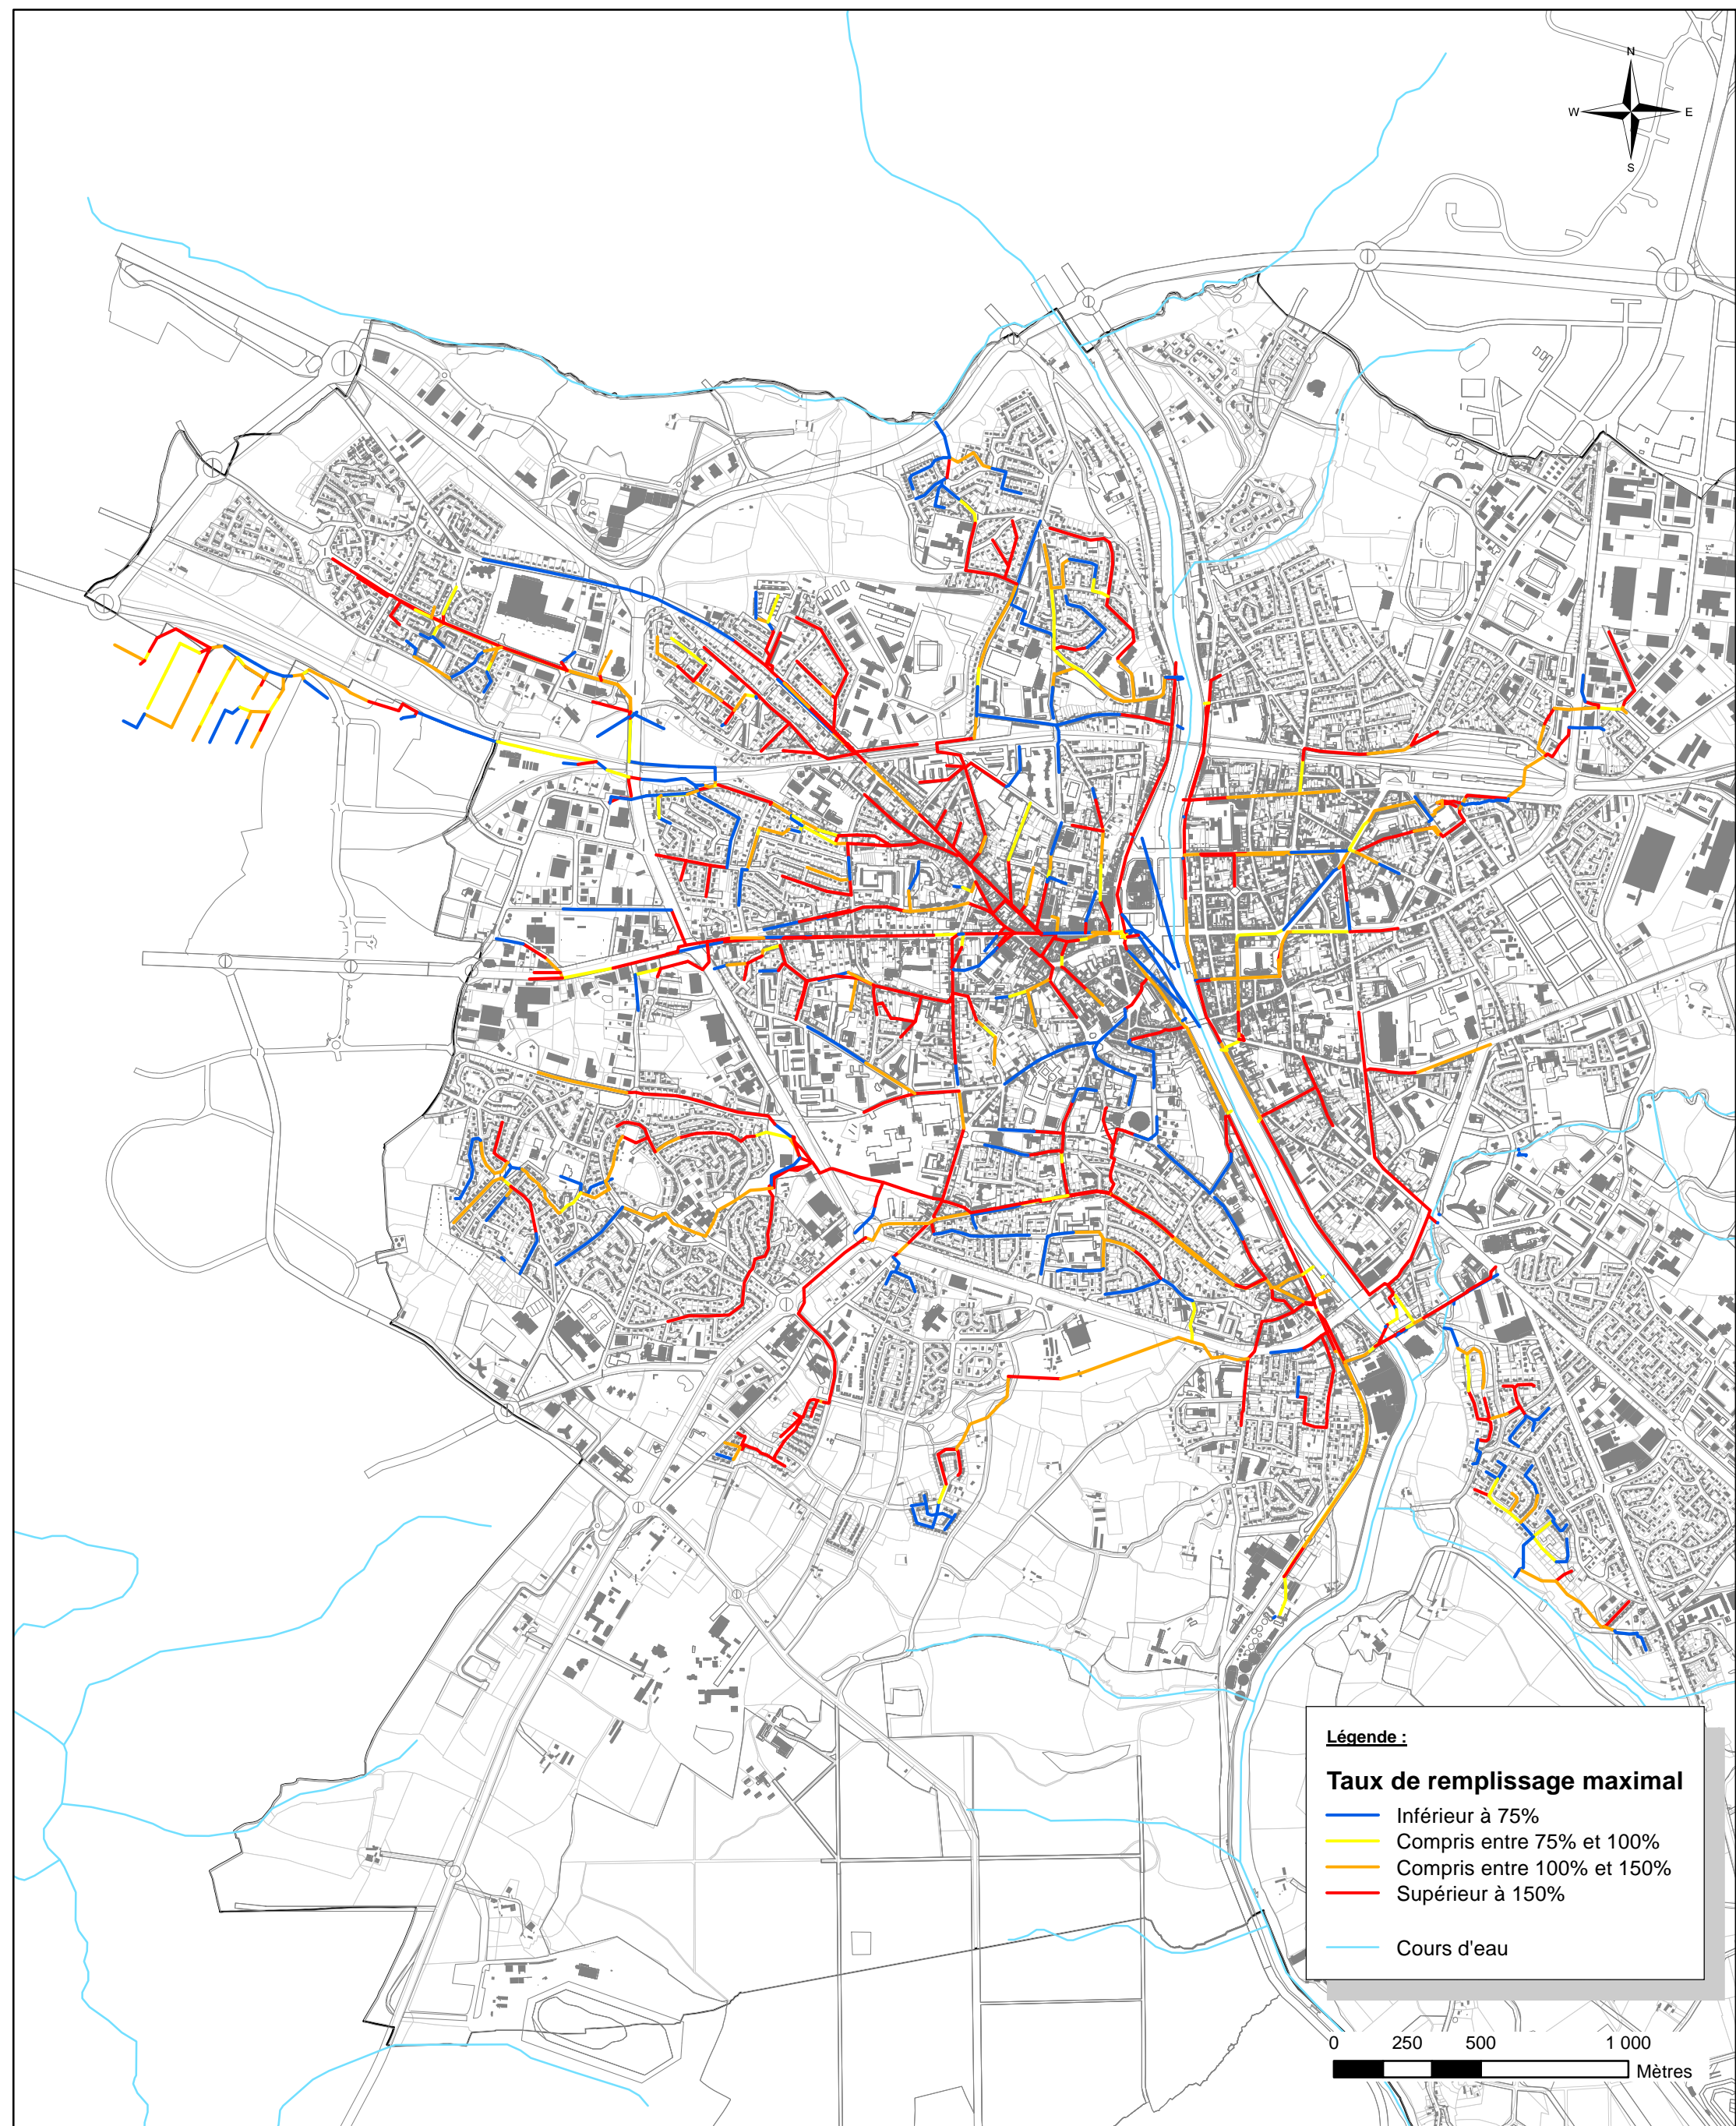 N
W E
S
Légende :
Taux de remplissage maximal
Inférieur à 75%
Compris entre 75% et 100%
Compris entre 100% et 150%
Supérieur à 150%
Cours d'eau
0 250 500 1 000
Mètres